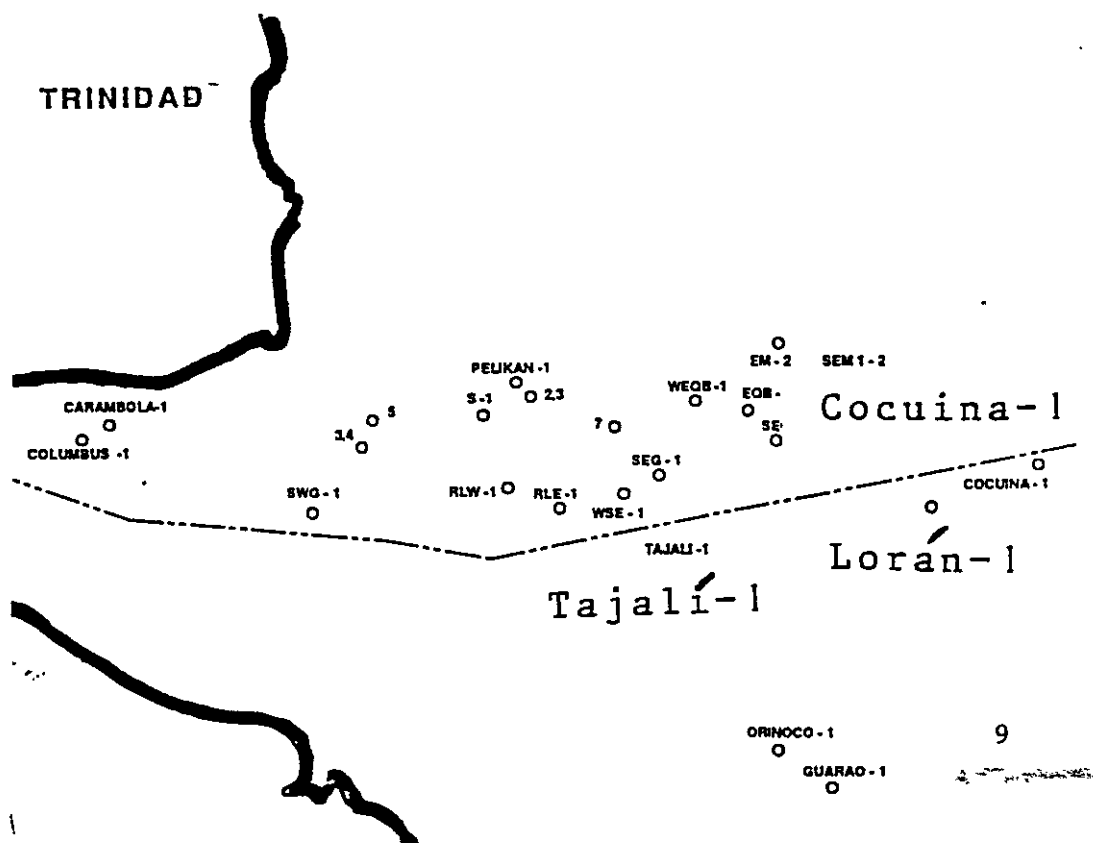 TRINIDAD
EM - 2
SEM 1 - 2
PELIKAN -1
2,3
WEQB -1
EQB -
Cocuina-1
CARAMBOLA-1
S-1
5
3,4
7
SE
COLUMBUS -1
SEG - 1
COCUINA - 1
SWG - 1
RLW - 1
RLE - 1
WSE - 1
TAJALI -1
Lorán-1
Tajalí-1
ORINOCO - 1
9
GUARAO - 1